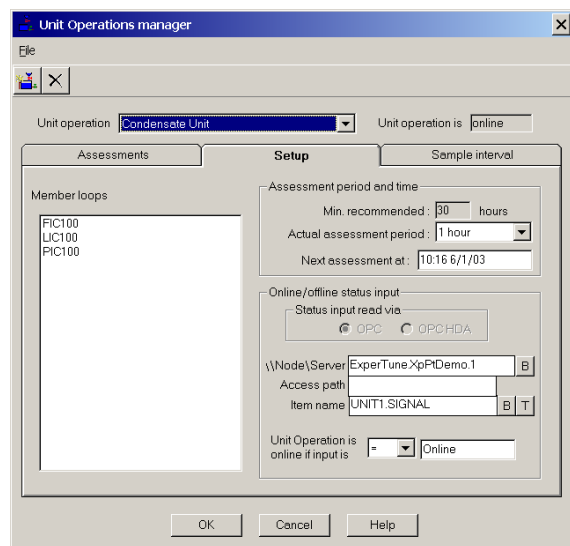 Unit Operations manager
File
Unit operation Condensate Unit Unit operation is online
Assessments Setup Sample interval
Member loops
FIC100
LIC100
PIC100
Assessment period and time
Min. recommended : 30 hours
Actual assessment period : 1 hour
Next assessment at : 10:16 6/1/03
Online/offline status input
Status input read via
OPC OPC HDA
\\Node\Server ExperTune.XpPtDemo.1 B
Access path
Item name UNIT1.SIGNAL B T
Unit Operation is
online if input is = Online
OK Cancel Help